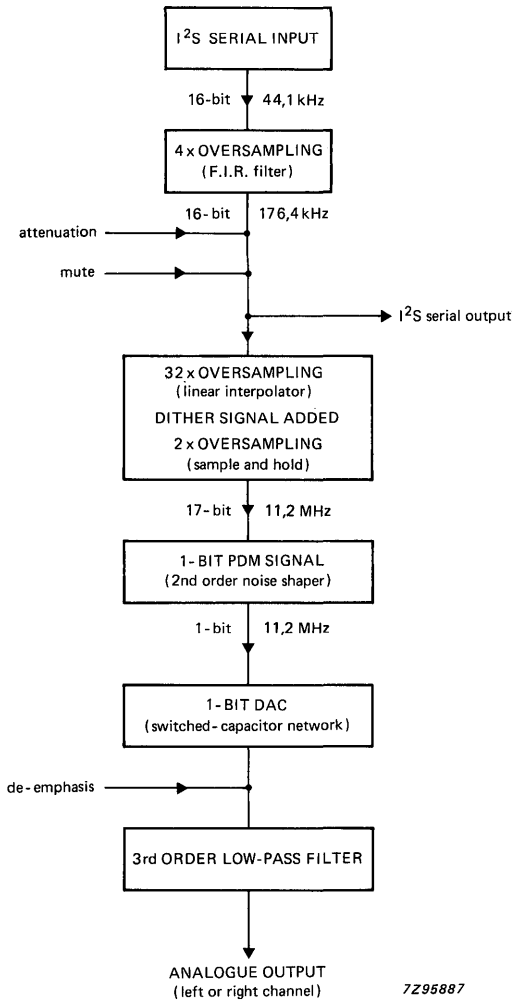 I²S SERIAL INPUT
16-bit 44,1 kHz
4 x OVERSAMPLING
(F.I.R. filter)
16-bit 176,4 kHz
attenuation
mute
I²S serial output
32 x OVERSAMPLING
(linear interpolator)
DITHER SIGNAL ADDED
2 x OVERSAMPLING
(sample and hold)
17-bit 11,2 MHz
1-BIT PDM SIGNAL
(2nd order noise shaper)
1-bit 11,2 MHz
1-BIT DAC
(switched-capacitor network)
de-emphasis
3rd ORDER LOW-PASS FILTER
ANALOGUE OUTPUT
(left or right channel)
7Z95887